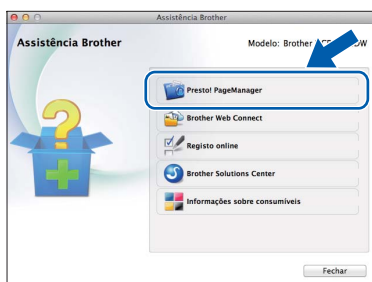 Assistência Brother
Assistência Brother
Modelo: Brother
Presto! PageManager
Brother Web Connect
Registo online
Brother Solutions Center
Informações sobre consumíveis
Fechar